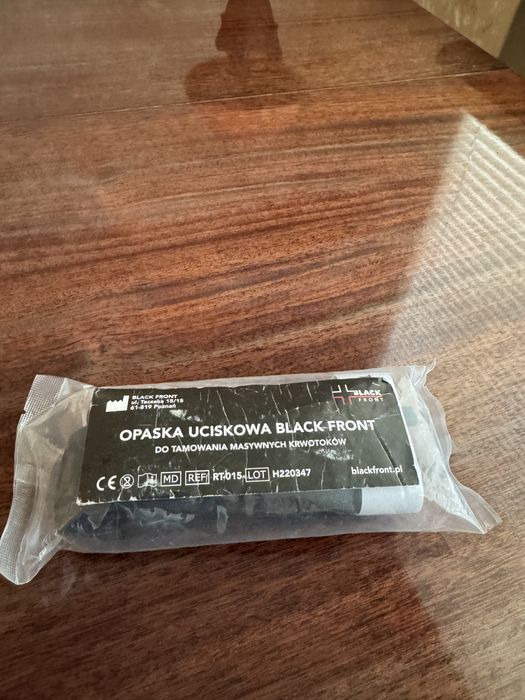 BLACK FRONT
ul. Taczaka 15/15
61-819 Poznań
BLACK
FRONT
OPASKA UCISKOWA BLACK FRONT
DO TAMOWANIA MASYWNYCH KRWOTOKÓW
CE MD REF RT-015 LOT H220347
blackfront.pl